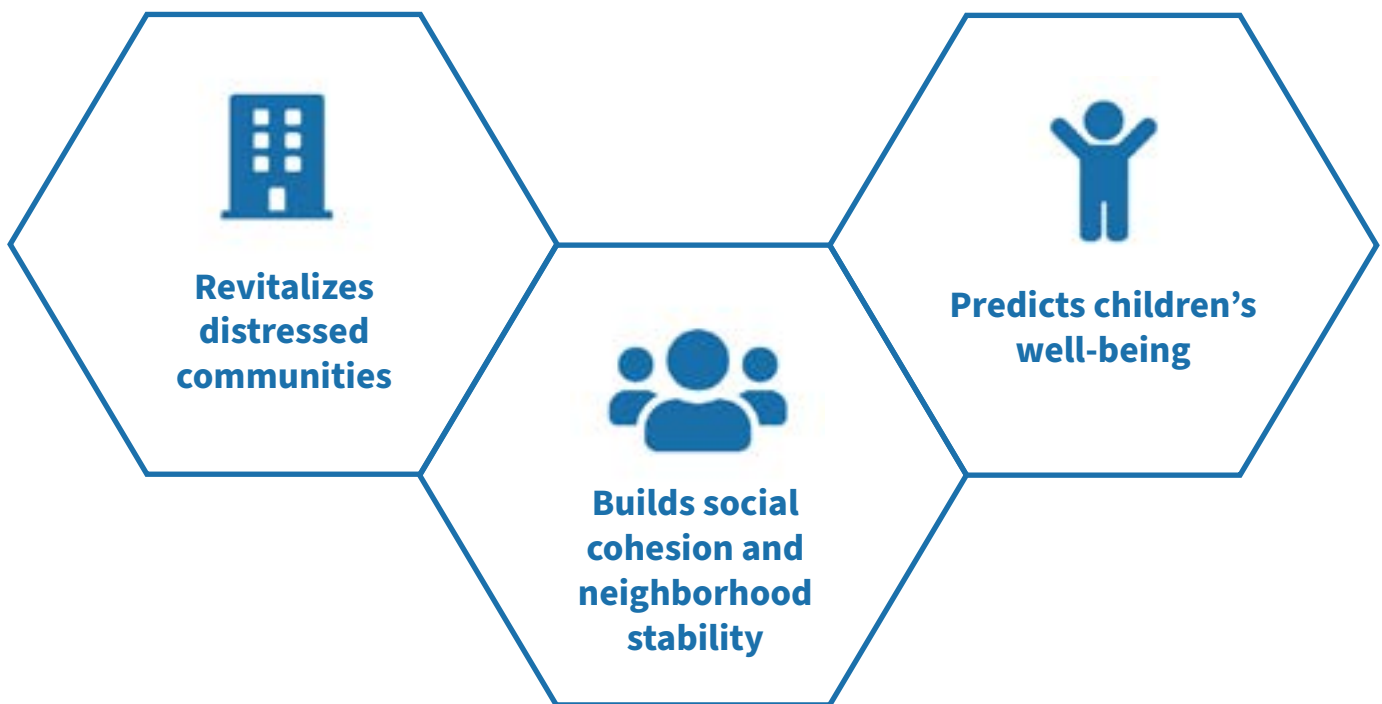 Revitalizes
distressed
communities
Builds social
cohesion and
neighborhood
stability
Predicts children’s
well-being